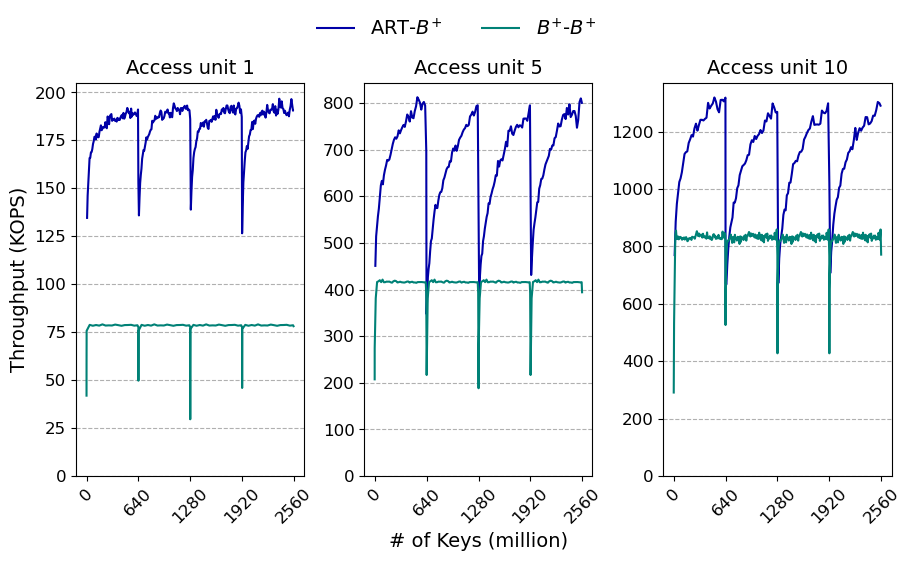 ART-B⁺ B⁺-B⁺
Access unit 1
Access unit 5
Access unit 10
Throughput (KOPS)
200
175
150
125
100
75
50
25
0
0 640 1280 1920 2560
800
700
600
500
400
300
200
100
0
0 640 1280 1920 2560
1200
1000
800
600
400
200
0
0 640 1280 1920 2560
# of Keys (million)